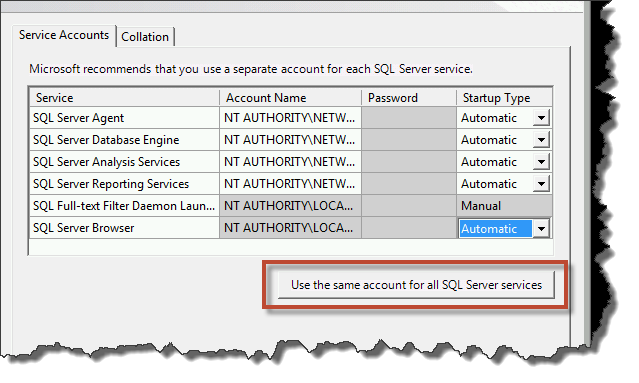 Service Accounts Collation
Microsoft recommends that you use a separate account for each SQL Server service.
Service Account Name Password Startup Type
SQL Server Agent NT AUTHORITY\NETW... Automatic
SQL Server Database Engine NT AUTHORITY\NETW... Automatic
SQL Server Analysis Services NT AUTHORITY\NETW... Automatic
SQL Server Reporting Services NT AUTHORITY\NETW... Automatic
SQL Full-text Filter Daemon Laun... NT AUTHORITY\LOCA... Manual
SQL Server Browser NT AUTHORITY\LOCA... Automatic
Use the same account for all SQL Server services